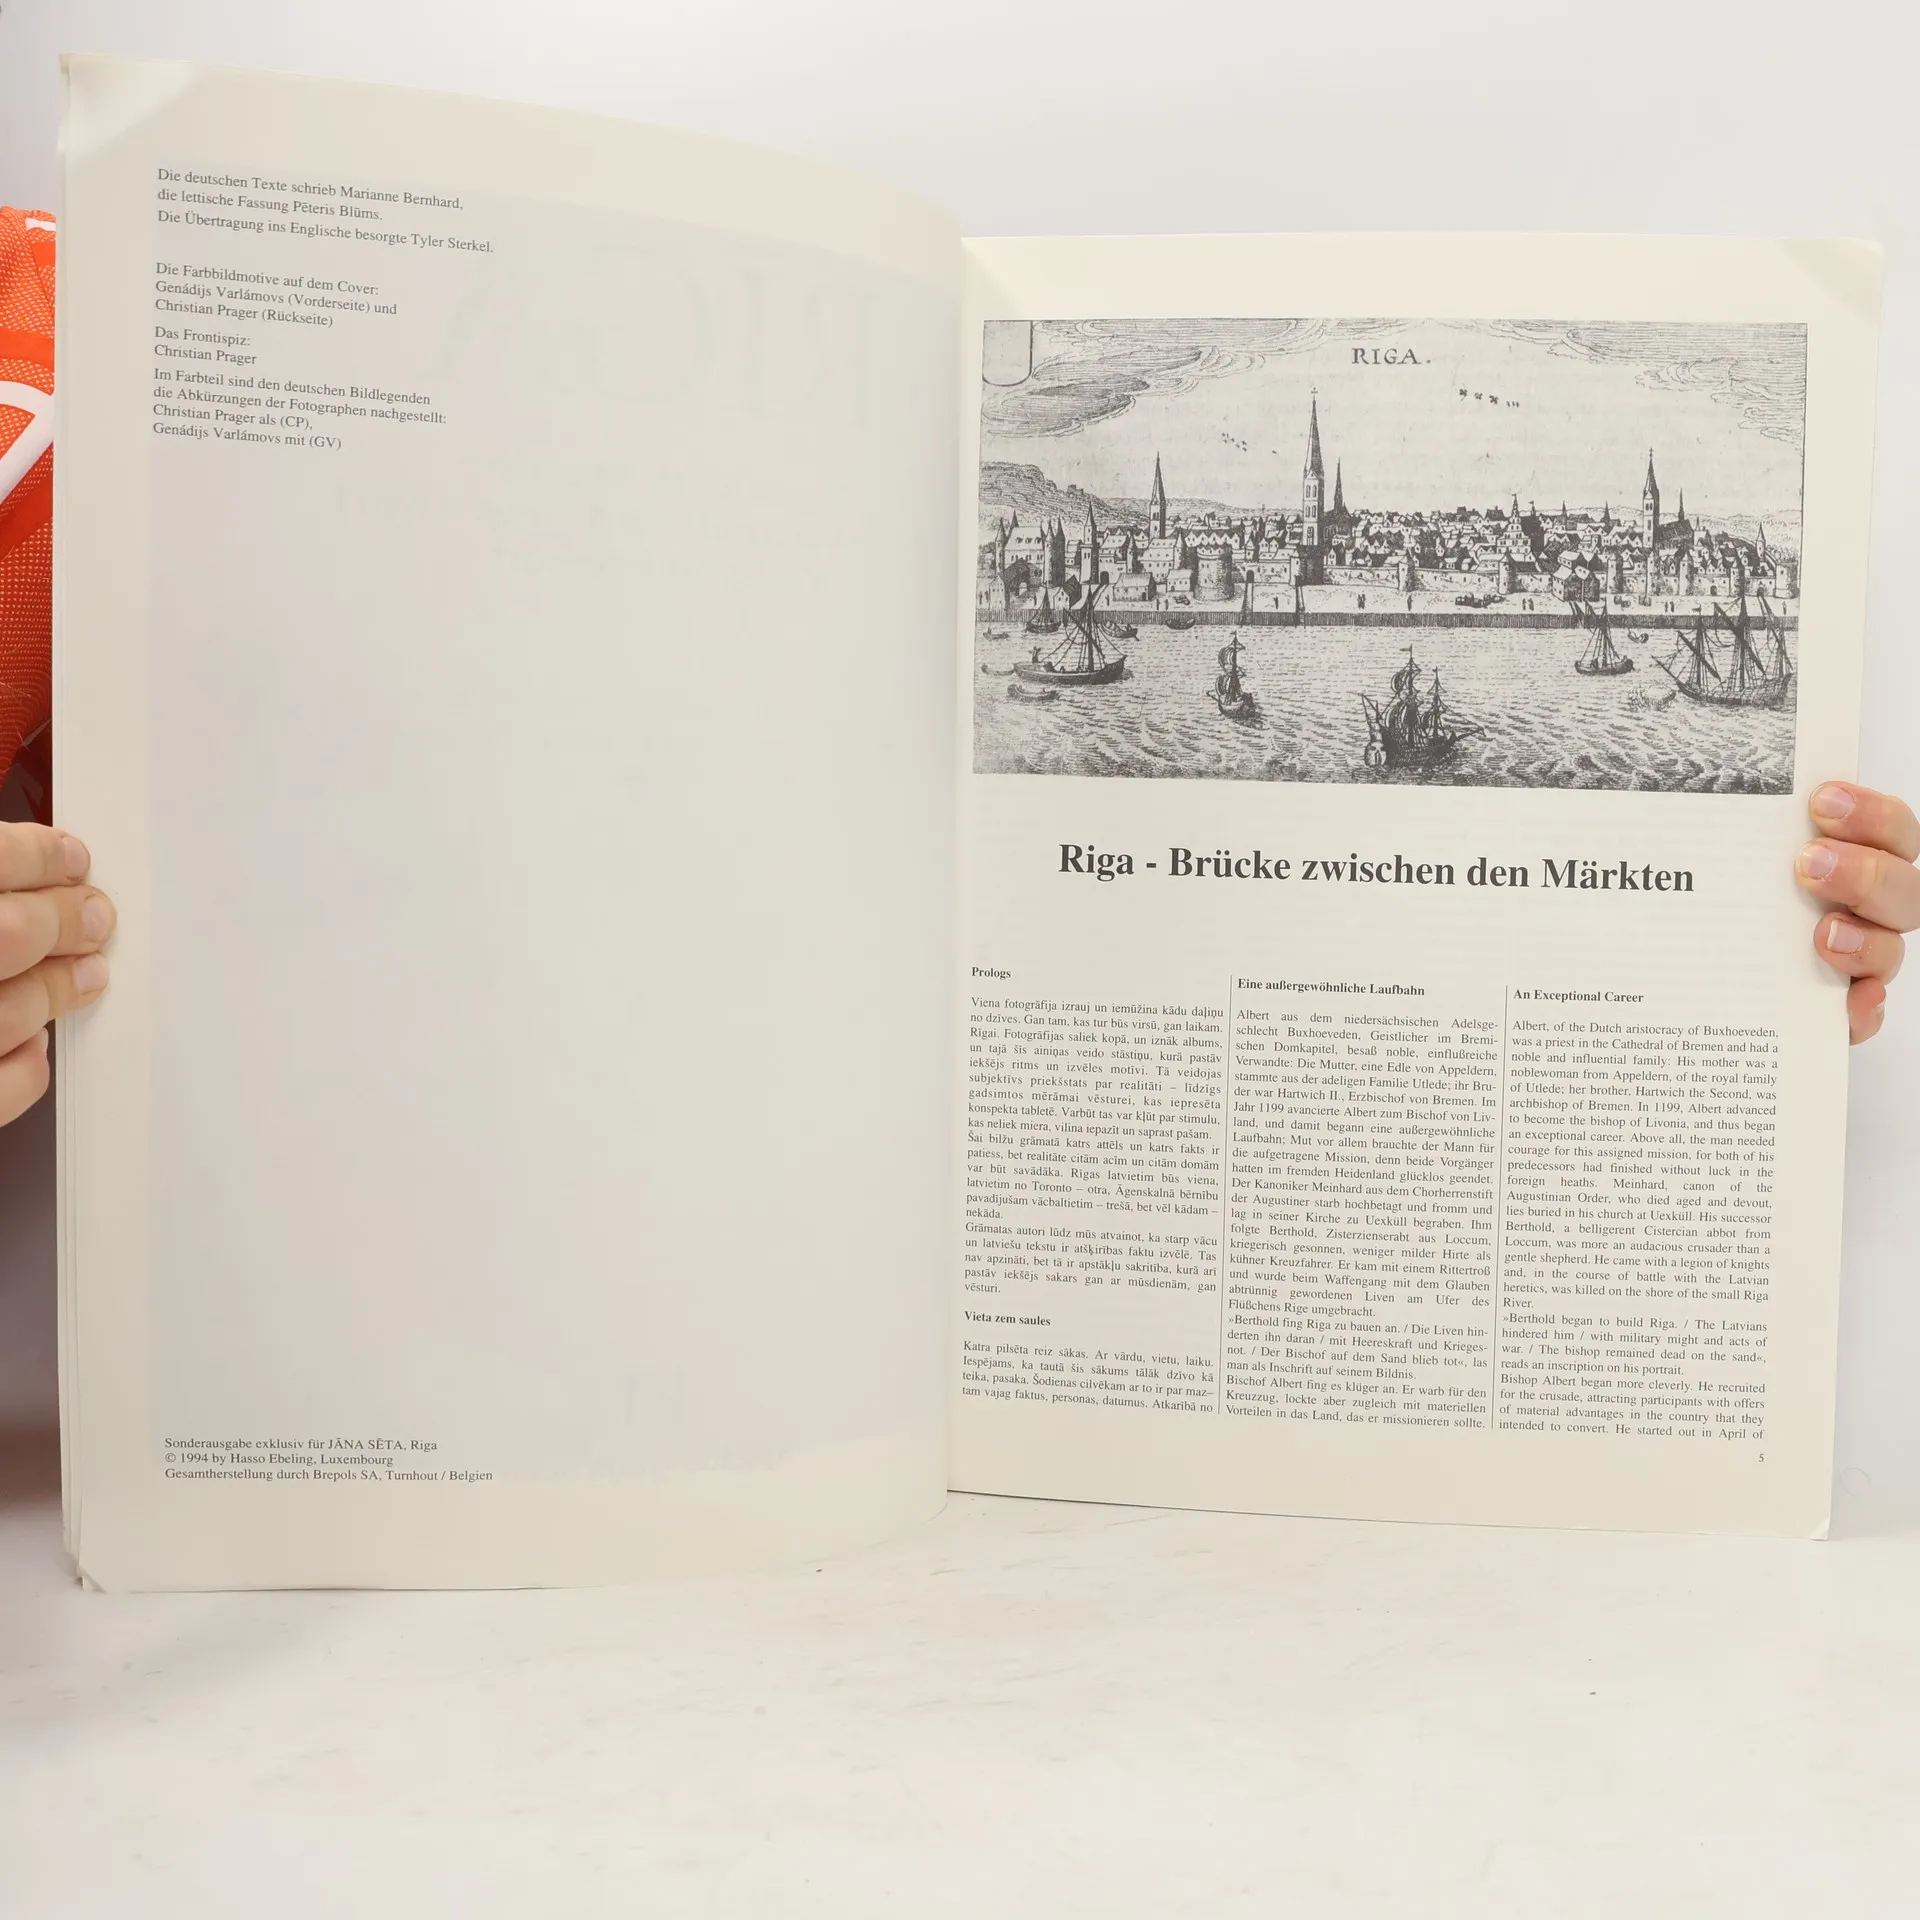 Die deutschen Texte schrieb Marianne Bernhard,
die lettische Fassung Pēteris Blūms.
Die Übertragung ins Englische besorgte Tyler Sterkel.
Die Farbbildmotive auf dem Cover:
Genádijs Varlámovs (Vorderseite) und
Christian Prager (Rückseite)
Das Frontispiz:
Christian Prager
Im Farbteil sind den deutschen Bildlegenden
die Abkürzungen der Fotographen nachgestellt:
Christian Prager als (CP),
Genádijs Varlámovs mit (GV)
Sonderausgabe exklusiv für JĀNA SĒTA, Riga
© 1994 by Hasso Ebeling, Luxembourg
Gesamtherstellung durch Brepols SA, Turnhout / Belgien
RIGA.
Riga - Brücke zwischen den Märkten
Prologs
Viena fotogrāfija izrauj un iemūžina kādu daļiņu
no dzīves. Gan tam, kas tur būs virsū, gan laikam.
Rīgai. Fotogrāfijas saliek kopā, un iznāk albums,
un tajā šīs ainiņas veido stāstiņu, kurā pastāv
iekšējs ritms un izvēles motīvi. Tā veidojas
subjektīvs priekšstats par realitāti – līdzīgs
gadsimtos mērāmai vēsturei, kas iepresēta
konspekta tabletē. Varbūt tas var kļūt par stimulu,
kas neliek miera, vilina iepazīt un saprast pašam.
Šai bilžu grāmatā katrs attēls un katrs fakts ir
patiess, bet realitāte citām acīm un citām domām
var būt savādāka. Rīgas latvietim būs viena,
latvietim no Toronto – otra, Āgenskalnā bērnību
pavadījušam vācbaltietim – trešā, bet vēl kādam –
nekāda.
Grāmatas autori lūdz mūs atvainot, ka starp vācu
un latviešu tekstu ir atšķirības faktu izvēlē. Tas
nav apzināti, bet tā ir apstākļu sakritība, kurā arī
pastāv iekšējs sakars gan ar mūsdienām, gan
vēsturi.
Vieta zem saules
Katra pilsēta reiz sākas. Ar vārdu, vietu, laiku.
Iespējams, ka tautā šis sākums tālāk dzīvo kā
teika, pasaka. Šodienas cilvēkam ar to ir par maz–
tam vajag faktus, personas, datumus. Atkarībā no
Eine außergewöhnliche Laufbahn
Albert aus dem niedersächsischen Adelsge-
schlecht Buxhoeveden, Geistlicher im Bremi-
schen Domkapitel, besaß noble, einflußreiche
Verwandte: Die Mutter, eine Edle von Appeldern,
stammte aus der adeligen Familie Utlede; ihr Bru-
der war Hartwich II., Erzbischof von Bremen. Im
Jahr 1199 avancierte Albert zum Bischof von Liv-
land, und damit begann eine außergewöhnliche
Laufbahn; Mut vor allem brauchte der Mann für
die aufgetragene Mission, denn beide Vorgänger
hatten im fremden Heidenland glücklos geendet.
Der Kanoniker Meinhard aus dem Chorherrenstift
der Augustiner starb hochbetagt und fromm und
lag in seiner Kirche zu Uexküll begraben. Ihm
folgte Berthold, Zisterzienserabt aus Loccum,
kriegerisch gesonnen, weniger milder Hirte als
kühner Kreuzfahrer. Er kam mit einem Rittertroß
und wurde beim Waffengang mit dem Glauben
abtrünnig gewordenen Liven am Ufer des
Flüßchens Rige umgebracht.
»Berthold fing Riga zu bauen an. / Die Liven hin-
derten ihn daran / mit Heereskraft und Krieges-
not. / Der Bischof auf dem Sand blieb tot«, las
man als Inschrift auf seinem Bildnis.
Bischof Albert fing es klüger an. Er warb für den
Kreuzzug, lockte aber zugleich mit materiellen
Vorteilen in das Land, das er missionieren sollte.
An Exceptional Career
Albert, of the Dutch aristocracy of Buxhoeveden,
was a priest in the Cathedral of Bremen and had a
noble and influential family: His mother was a
noblewoman from Appeldern, of the royal family
of Utlede; her brother, Hartwich the Second, was
archbishop of Bremen. In 1199, Albert advanced
to become the bishop of Livonia, and thus began
an exceptional career. Above all, the man needed
courage for this assigned mission, for both of his
predecessors had finished without luck in the
foreign heaths. Meinhard, canon of the
Augustinian Order, who died aged and devout,
lies buried in his church at Uexküll. His successor
Berthold, a belligerent Cistercian abbot from
Loccum, was more an audacious crusader than a
gentle shepherd. He came with a legion of knights
and, in the course of battle with the Latvian
heretics, was killed on the shore of the small Riga
River.
»Berthold began to build Riga. / The Latvians
hindered him / with military might and acts of
war. / The bishop remained dead on the sand«,
reads an inscription on his portrait.
Bishop Albert began more cleverly. He recruited
for the crusade, attracting participants with offers
of material advantages in the country that they
intended to convert. He started out in April of
5